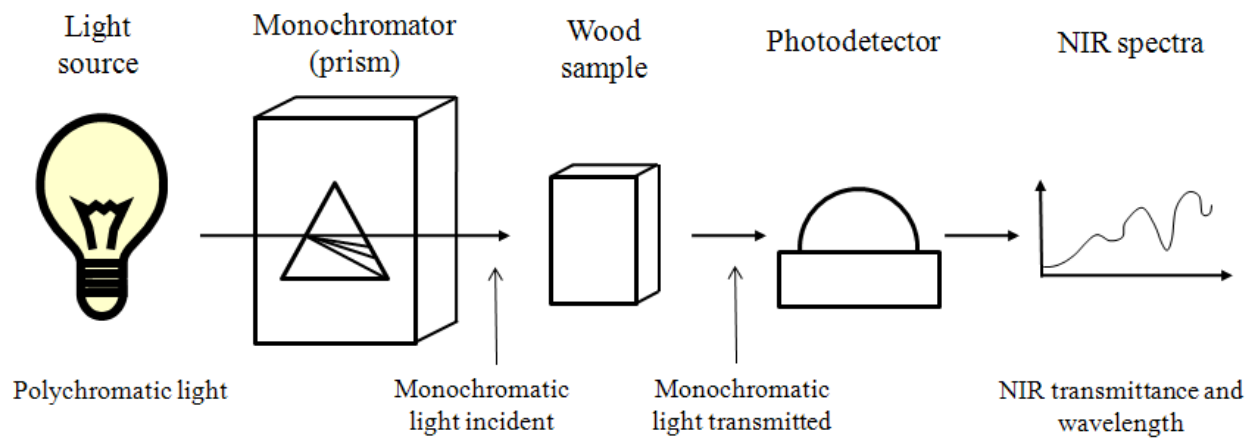 Light
source
Monochromator
(prism)
Wood
sample
Photodetector
NIR spectra
Polychromatic light
Monochromatic
light incident
Monochromatic
light transmitted
NIR transmittance and
wavelength